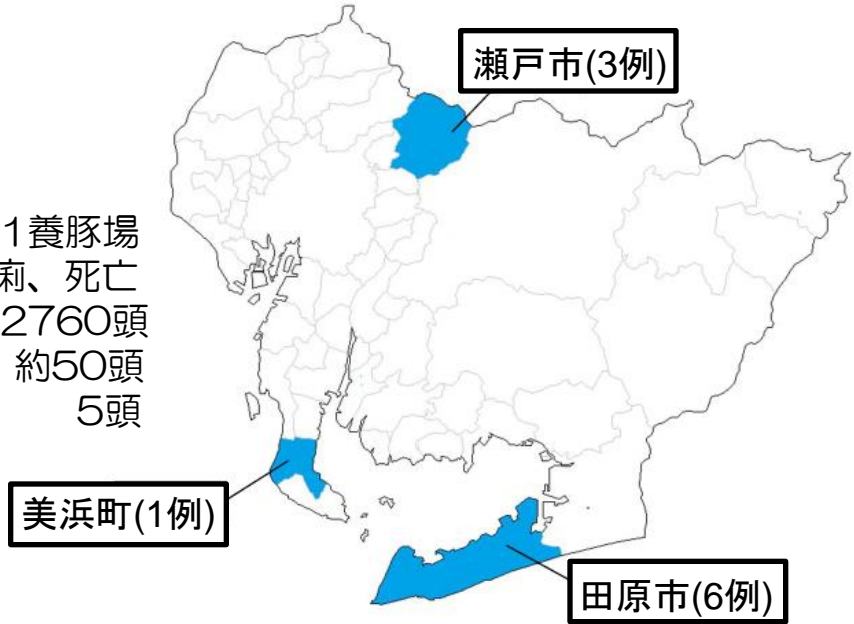 瀬戸市(3例)
1養豚場
痢、死亡
2760頭
約50頭
5頭
美浜町(1例)
田原市(6例)